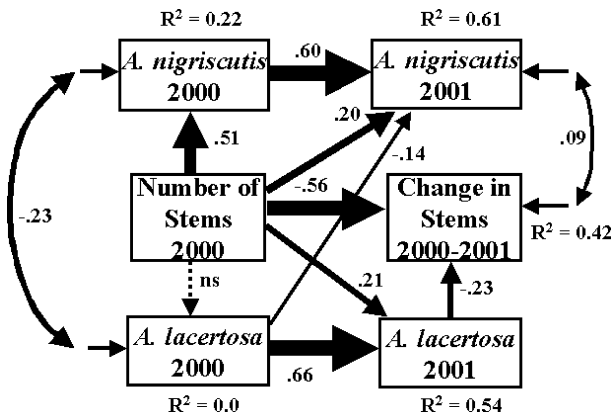 R² = 0.22
R² = 0.61
A. nigriscutis
2000
.60
A. nigriscutis
2001
.51
.20
-.14
.09
-.23
Number of
Stems
2000
-.56
Change in
Stems
2000-2001
R² = 0.42
ns
.21
-.23
A. lacertosa
2000
.66
A. lacertosa
2001
R² = 0.0
R² = 0.54